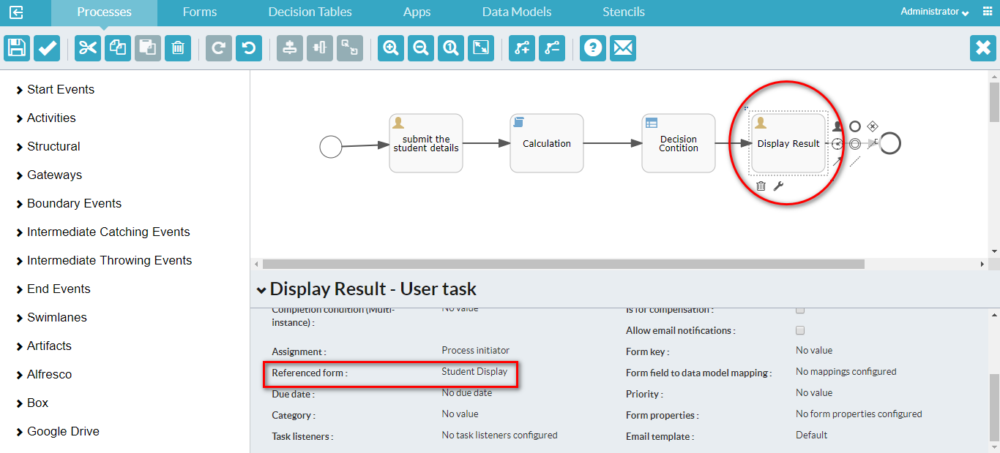 Processes Forms Decision Tables Apps Data Models Stencils Administrator
Start Events
Activities
Structural
Gateways
Boundary Events
Intermediate Catching Events
Intermediate Throwing Events
End Events
Swimlanes
Artifacts
Alfresco
Box
Google Drive
submit the
student details
Calculation
Decision
Contition
Display Result
Display Result - User task
Completion condition (Multi-
instance) :
No value
Is for compensation :
Allow email notifications :
Assignment : Process initiator Form key : No value
Referenced form : Student Display Form field to data model mapping : No mappings configured
Due date : No due date Priority : No value
Category : No value Form properties : No form properties configured
Task listeners : No task listeners configured Email template : Default